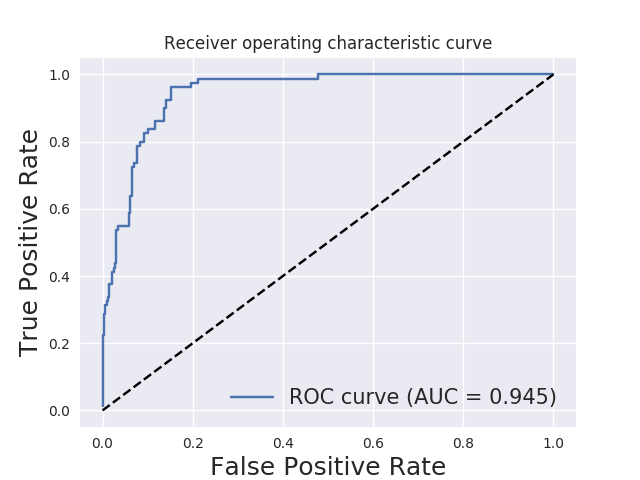 Receiver operating characteristic curve
True Positive Rate
1.0
0.8
0.6
0.4
0.2
0.0
ROC curve (AUC = 0.945)
0.0 0.2 0.4 0.6 0.8 1.0
False Positive Rate